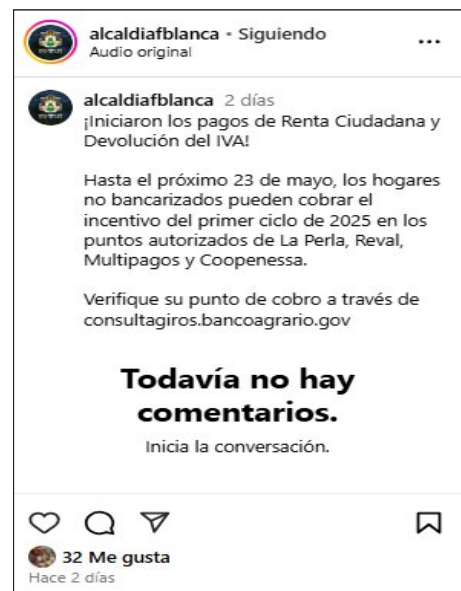 alcaldiafblanca • Siguiendo
Audio original
...
alcaldiafblanca 2 días
¡Iniciaron los pagos de Renta Ciudadana y
Devolución del IVA!
Hasta el próximo 23 de mayo, los hogares
no bancarizados pueden cobrar el
incentivo del primer ciclo de 2025 en los
puntos autorizados de La Perla, Reval,
Multipagos y Coopenessa.
Verifique su punto de cobro a través de
consultagiros.bancoagrario.gov
Todavía no hay
comentarios.
Inicia la conversación.
32 Me gusta
Hace 2 días